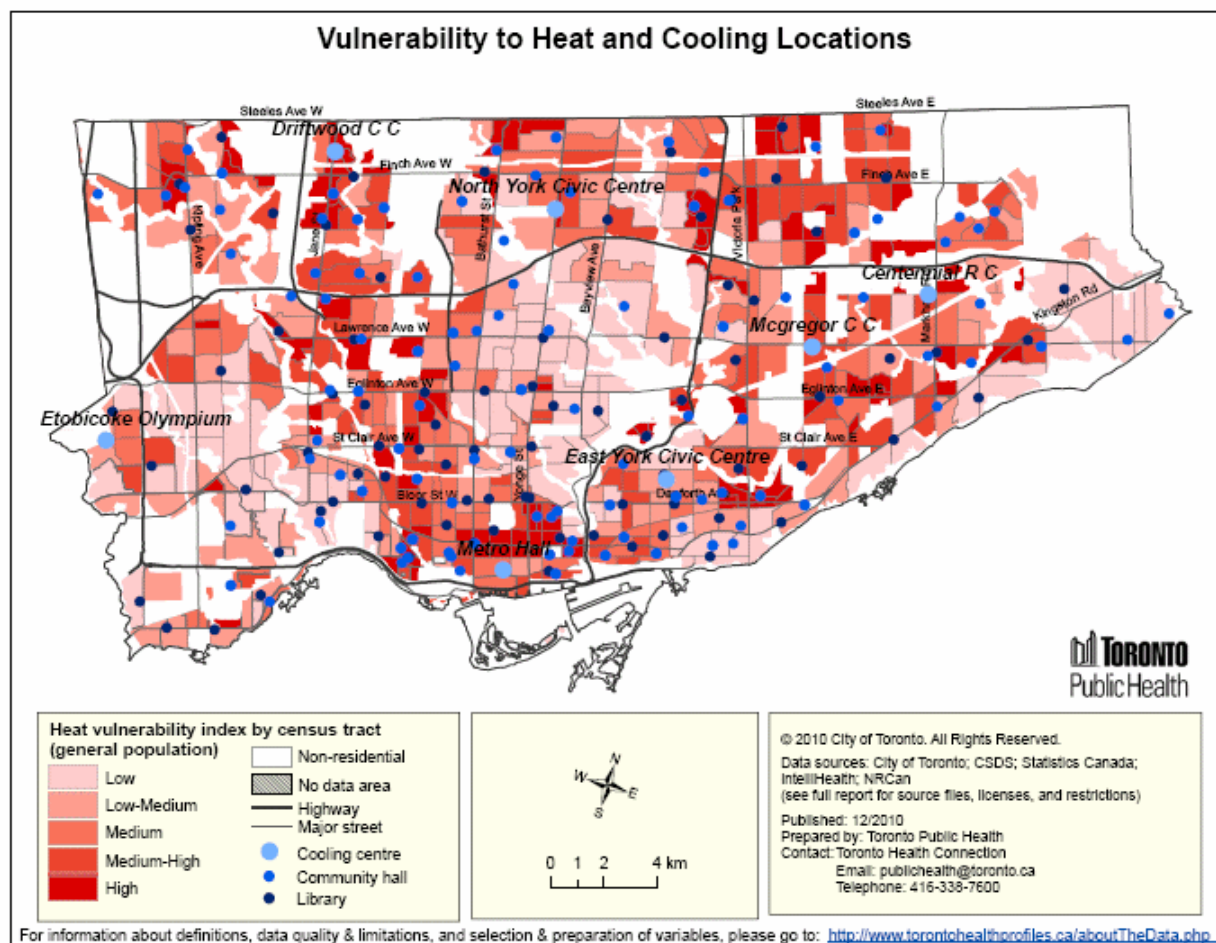 Vulnerability to Heat and Cooling Locations
Steeles Ave W
Steeles Ave E
Driftwood C C
Finch Ave W
Finch Ave E
North York Civic Centre
Kipling Ave
Bathurst St
Victoria Park
Bayview Ave
Centennial R C
Kingston Rd
Lawrence Ave W
Mcgregor C C
Eglinton Ave W
Eglinton Ave E
Etobicoke Olympium
St Clair Ave W
St Clair Ave E
Yonge St
East York Civic Centre
Bloor St W
Metro Hall
TORONTO
Public Health
Heat vulnerability index by census tract
(general population)
Low
Low-Medium
Medium
Medium-High
High
Non-residential
No data area
Highway
Major street
Cooling centre
Community hall
Library
N
W
E
S
0 1 2 4 km
© 2010 City of Toronto. All Rights Reserved.
Data sources: City of Toronto; CSDS; Statistics Canada;
IntelliHealth; NRCan
(see full report for source files, licenses, and restrictions)
Published: 12/2010
Prepared by: Toronto Public Health
Contact: Toronto Health Connection
Email: publichealth@toronto.ca
Telephone: 416-338-7600
For information about definitions, data quality & limitations, and selection & preparation of variables, please go to: http://www.torontohealthprofiles.ca/aboutTheData.php